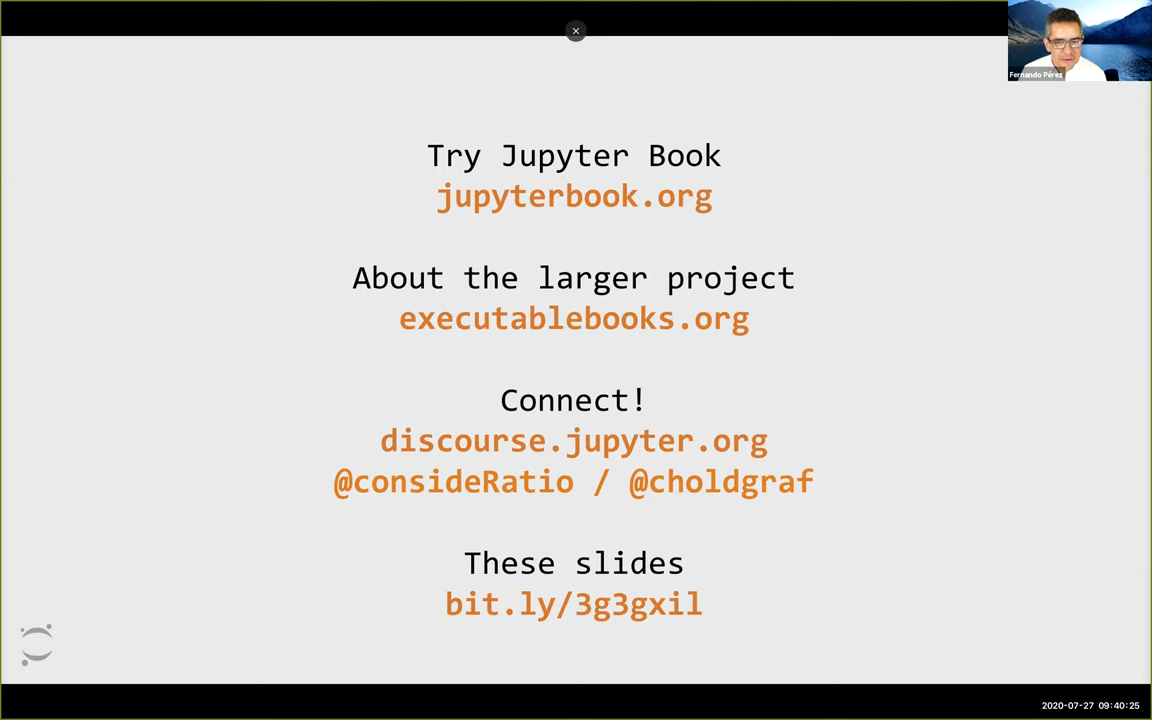 Fernando Pérez
Try Jupyter Book
jupyterbook.org
About the larger project
executablebooks.org
Connect!
discourse.jupyter.org
@consideRatio / @choldgraf
These slides
bit.ly/3g3gxil
2020-07-27 09:40:25